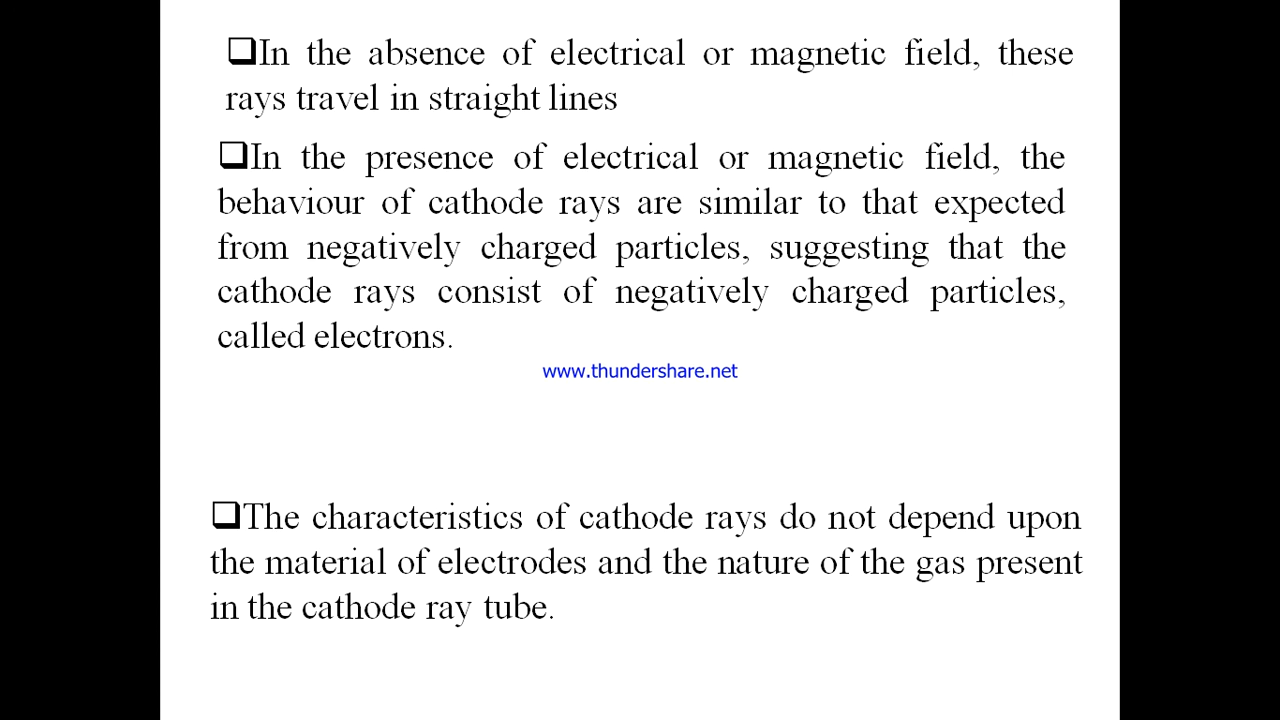 ❑In the absence of electrical or magnetic field, these
rays travel in straight lines
❑In the presence of electrical or magnetic field, the
behaviour of cathode rays are similar to that expected
from negatively charged particles, suggesting that the
cathode rays consist of negatively charged particles,
called electrons.
www.thundershare.net
❑The characteristics of cathode rays do not depend upon
the material of electrodes and the nature of the gas present
in the cathode ray tube.